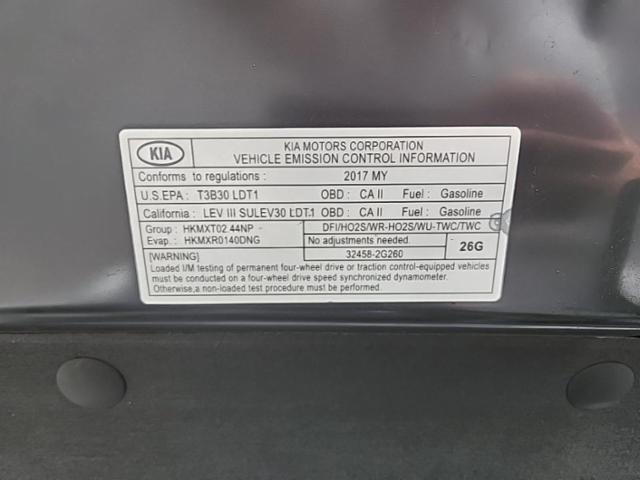 KIA
KIA MOTORS CORPORATION
VEHICLE EMISSION CONTROL INFORMATION
Conforms to regulations : 2017 MY
U.S.EPA : T3B30 LDT1 OBD : CA II Fuel : Gasoline
California : LEV III SULEV30 LDT1 OBD : CA II Fuel : Gasoline
Group : HKMXT02.44NP DFI/HO2S/WR-HO2S/WU-TWC/TWC
Evap. : HKMXR0140DNG No adjustments needed. 26G
[WARNING] 32458-2G260
Loaded I/M testing of permanent four-wheel drive or traction control-equipped vehicles
must be conducted on a four-wheel drive speed synchronized dynamometer.
Otherwise,a non-loaded test procedure must be performed.